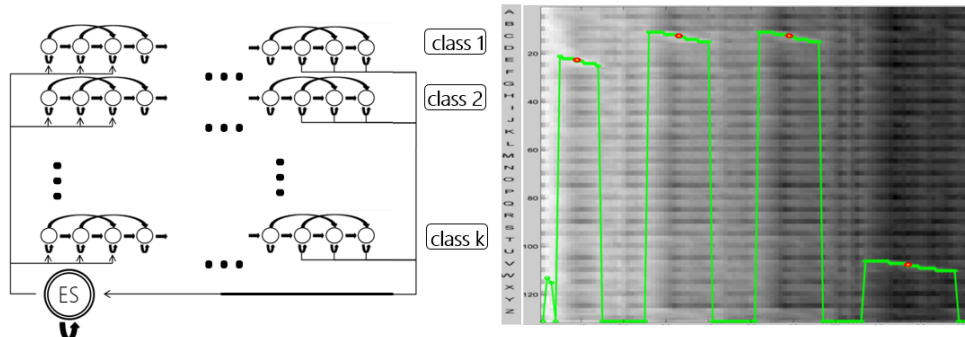 class 1
class 2
class k
ES
A
B
C
D
E
F
G
H
I
J
K
L
M
N
O
P
Q
R
S
T
U
V
W
X
Y
Z
20
40
60
80
100
120